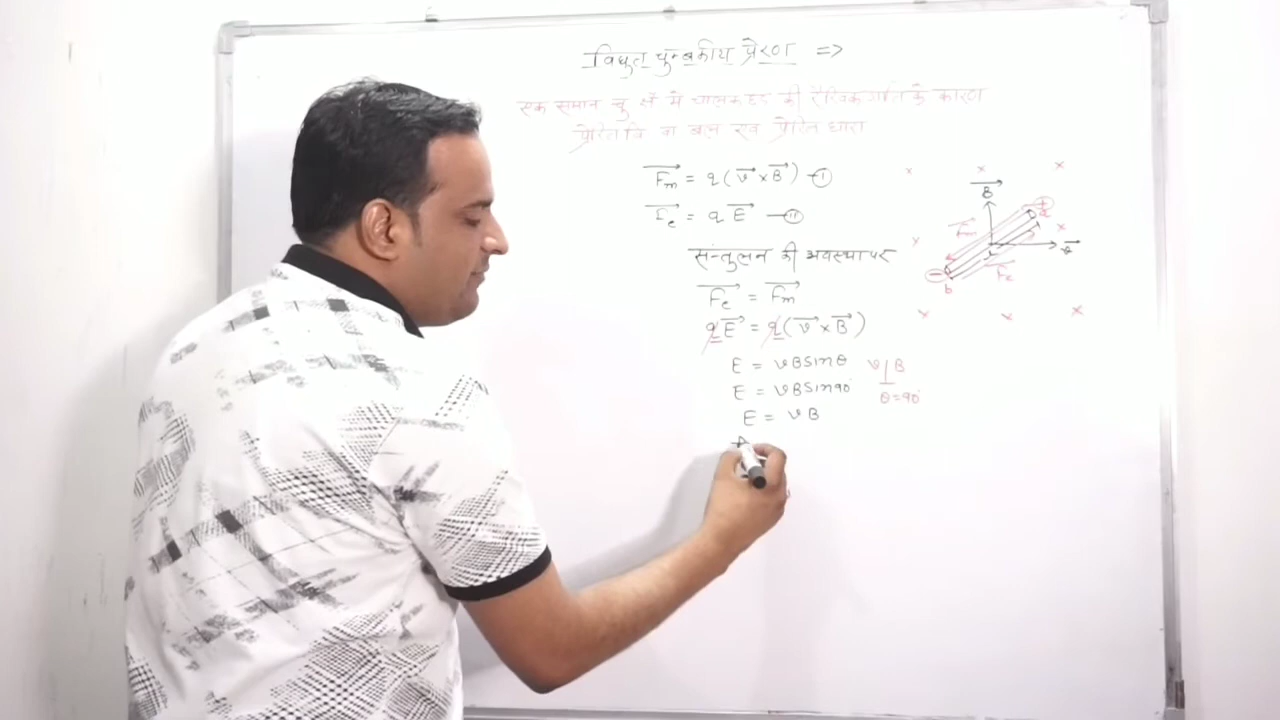 विद्युत चुम्बकीय प्रेरण =>
एक समान चु क्षे में चालक छड़ की रैखिक गति के कारण
प्रेरित वि वा बल एवं प्रेरित धारा
Fm = q (v × B) —(I)
Fe = q E —(II)
संन्तुलन की अवस्था पर
Fe = Fm
qE = q(v × B)
E = vBsinθ v⊥B
E = vBsin90° θ=90°
E = vB
B
v
Fm
Fe
+
a
−
b